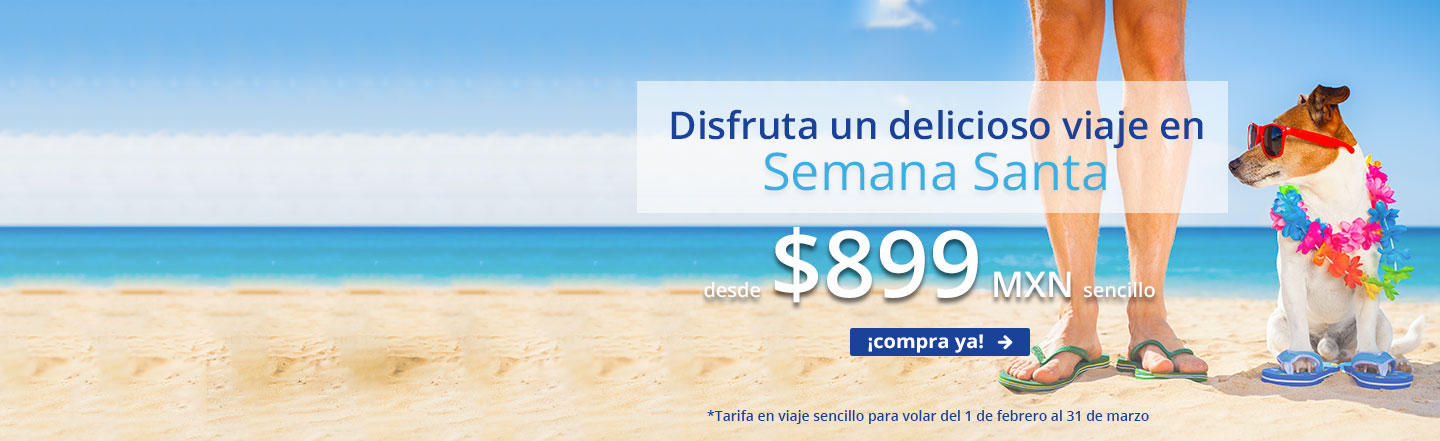 Disfruta un delicioso viaje en
Semana Santa
desde $899 MXN sencillo
¡compra ya!
*Tarifa en viaje sencillo para volar del 1 de febrero al 31 de marzo